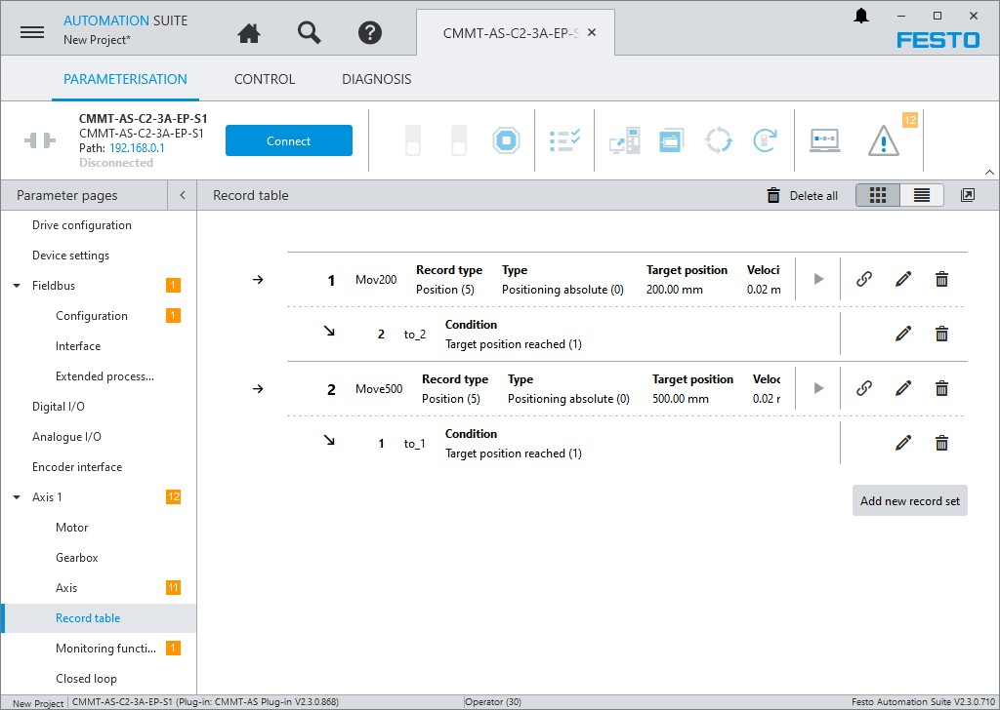 AUTOMATION SUITE
New Project*
CMMT-AS-C2-3A-EP-S
FESTO
PARAMETERISATION
CONTROL
DIAGNOSIS
CMMT-AS-C2-3A-EP-S1
CMMT-AS-C2-3A-EP-S1
Path: 192.168.0.1
Disconnected
Connect
12
Parameter pages
Record table
Delete all
Drive configuration
Device settings
Fieldbus 1
Configuration 1
Interface
Extended process...
Digital I/O
Analogue I/O
Encoder interface
Axis 1 12
Motor
Gearbox
Axis 11
Record table
Monitoring functi... 1
Closed loop
1 Mov200
Record type Type Target position Veloci
Position (5) Positioning absolute (0) 200.00 mm 0.02 m
2 to_2
Condition
Target position reached (1)
2 Move500
Record type Type Target position Veloc
Position (5) Positioning absolute (0) 500.00 mm 0.02 r
1 to_1
Condition
Target position reached (1)
Add new record set
New Project CMMT-AS-C2-3A-EP-S1 (Plug-in: CMMT-AS Plug-in V2.3.0.868) Operator (30) Festo Automation Suite V2.3.0.710